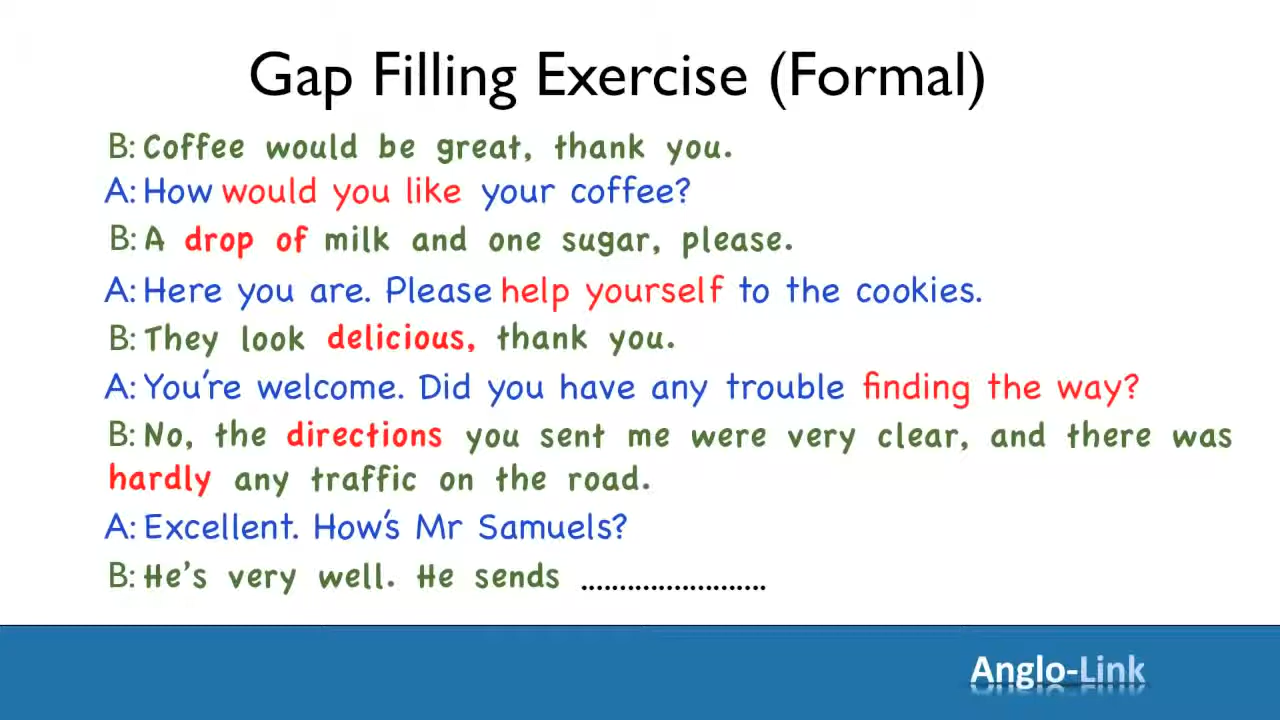 Gap Filling Exercise (Formal)
B: Coffee would be great, thank you.
A: How would you like your coffee?
B: A drop of milk and one sugar, please.
A: Here you are. Please help yourself to the cookies.
B: They look delicious, thank you.
A: You're welcome. Did you have any trouble finding the way?
B: No, the directions you sent me were very clear, and there was
hardly any traffic on the road.
A: Excellent. How's Mr Samuels?
B: He's very well. He sends ........................
Anglo-Link